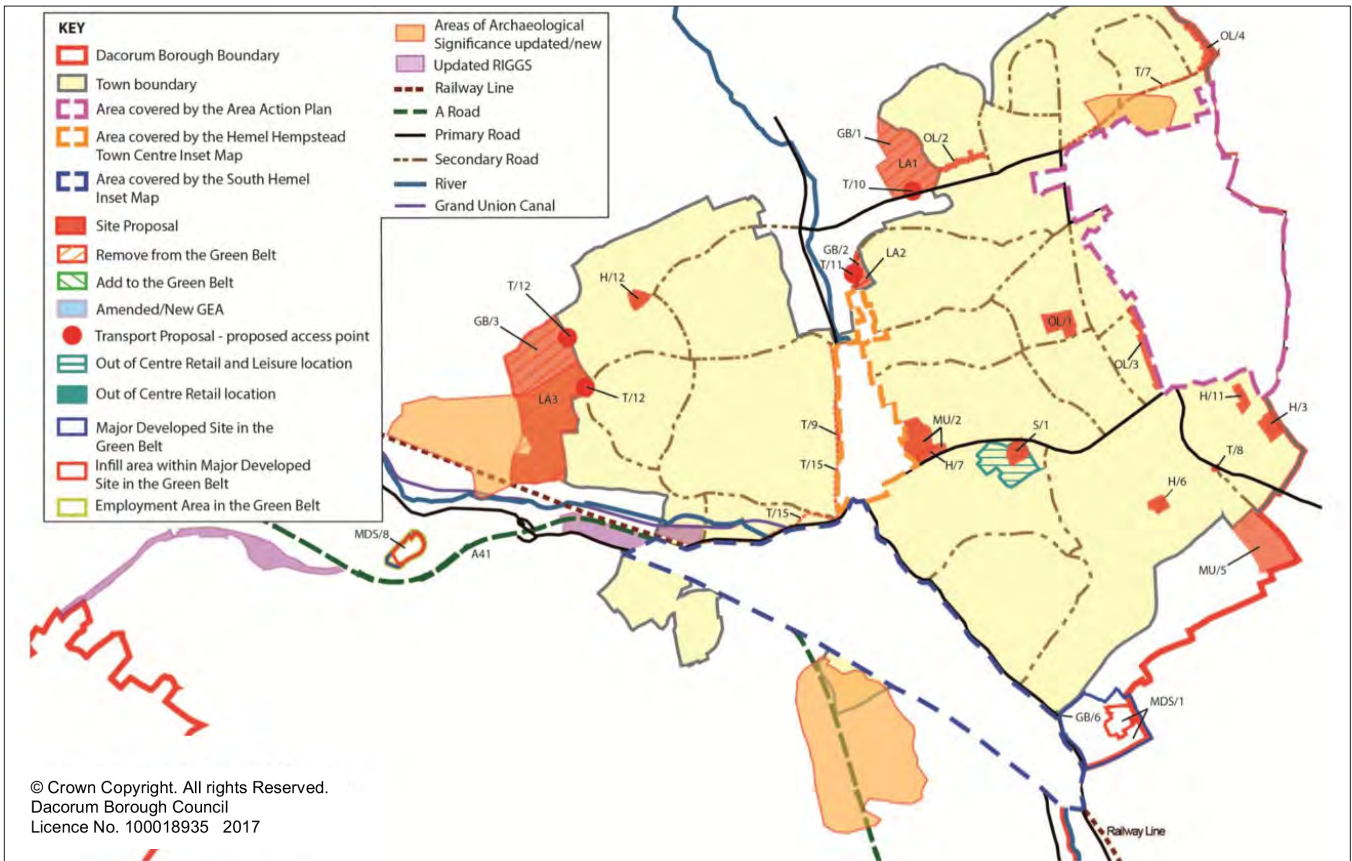 KEY
Dacorum Borough Boundary
Town boundary
Area covered by the Area Action Plan
Area covered by the Hemel Hempstead
Town Centre Inset Map
Area covered by the South Hemel
Inset Map
Site Proposal
Remove from the Green Belt
Add to the Green Belt
Amended/New GEA
Transport Proposal - proposed access point
Out of Centre Retail and Leisure location
Out of Centre Retail location
Major Developed Site in the
Green Belt
Infill area within Major Developed
Site in the Green Belt
Employment Area in the Green Belt
Areas of Archaeological
Significance updated/new
Updated RIGGS
Railway Line
A Road
Primary Road
Secondary Road
River
Grand Union Canal
OL/4
T/7
GB/1
OL/2
LA1
T/10
GB/2
LA2
T/11
H/12
T/12
GB/3
OL/1
OL/3
T/12
LA3
H/11
H/3
MU/2
T/9
S/1
T/8
H/7
T/15
H/6
T/15
MDS/8
A41
MU/5
MDS/1
GB/6
Railway Line
© Crown Copyright. All rights Reserved.
Dacorum Borough Council
Licence No. 100018935 2017